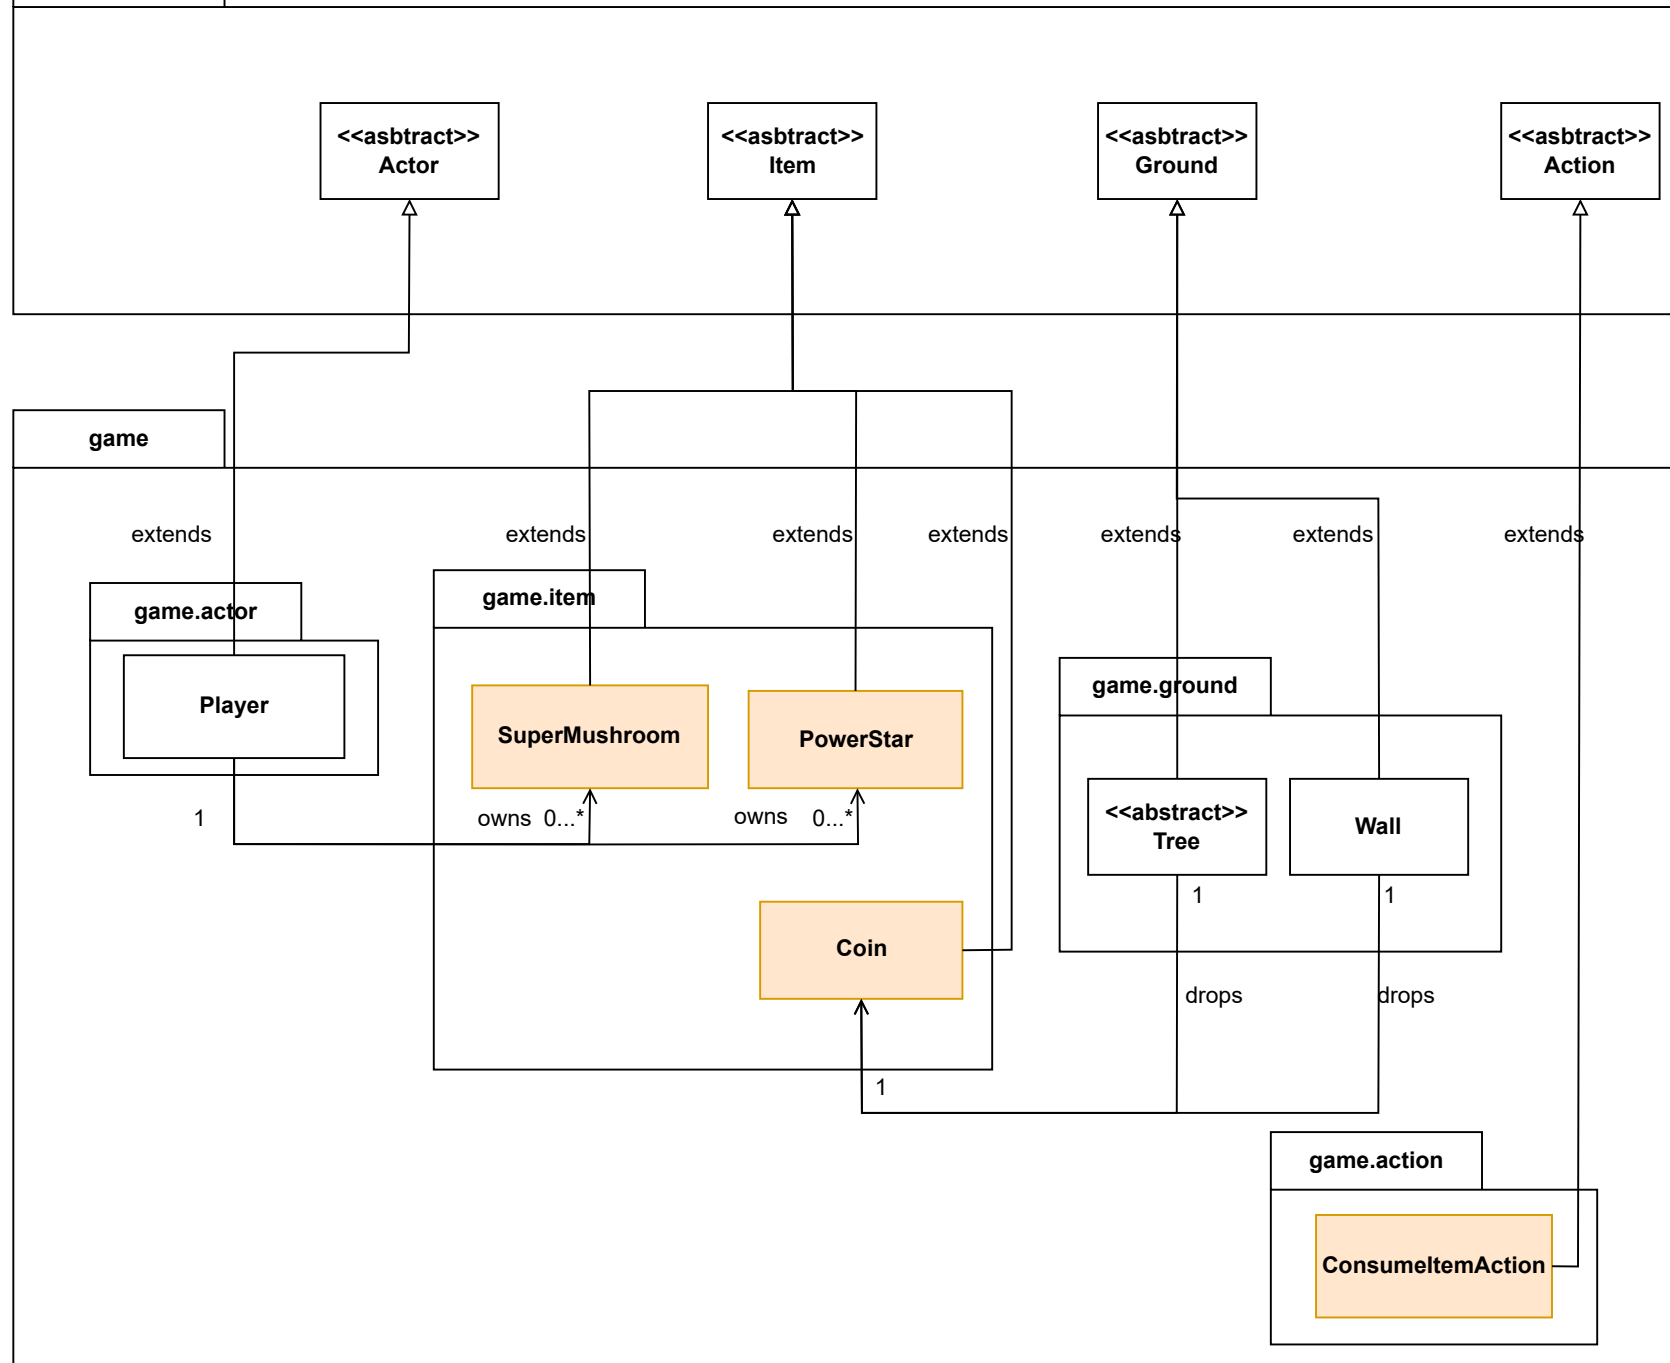 <<asbtract>>
Actor
<<asbtract>>
Item
<<asbtract>>
Ground
<<asbtract>>
Action
game
extends
extends
extends
extends
extends
extends
extends
game.actor
game.item
game.ground
Player
SuperMushroom
PowerStar
<<abstract>>
Tree
Wall
1
owns 0...*
owns 0...*
1
1
Coin
drops
drops
1
game.action
ConsumeItemAction